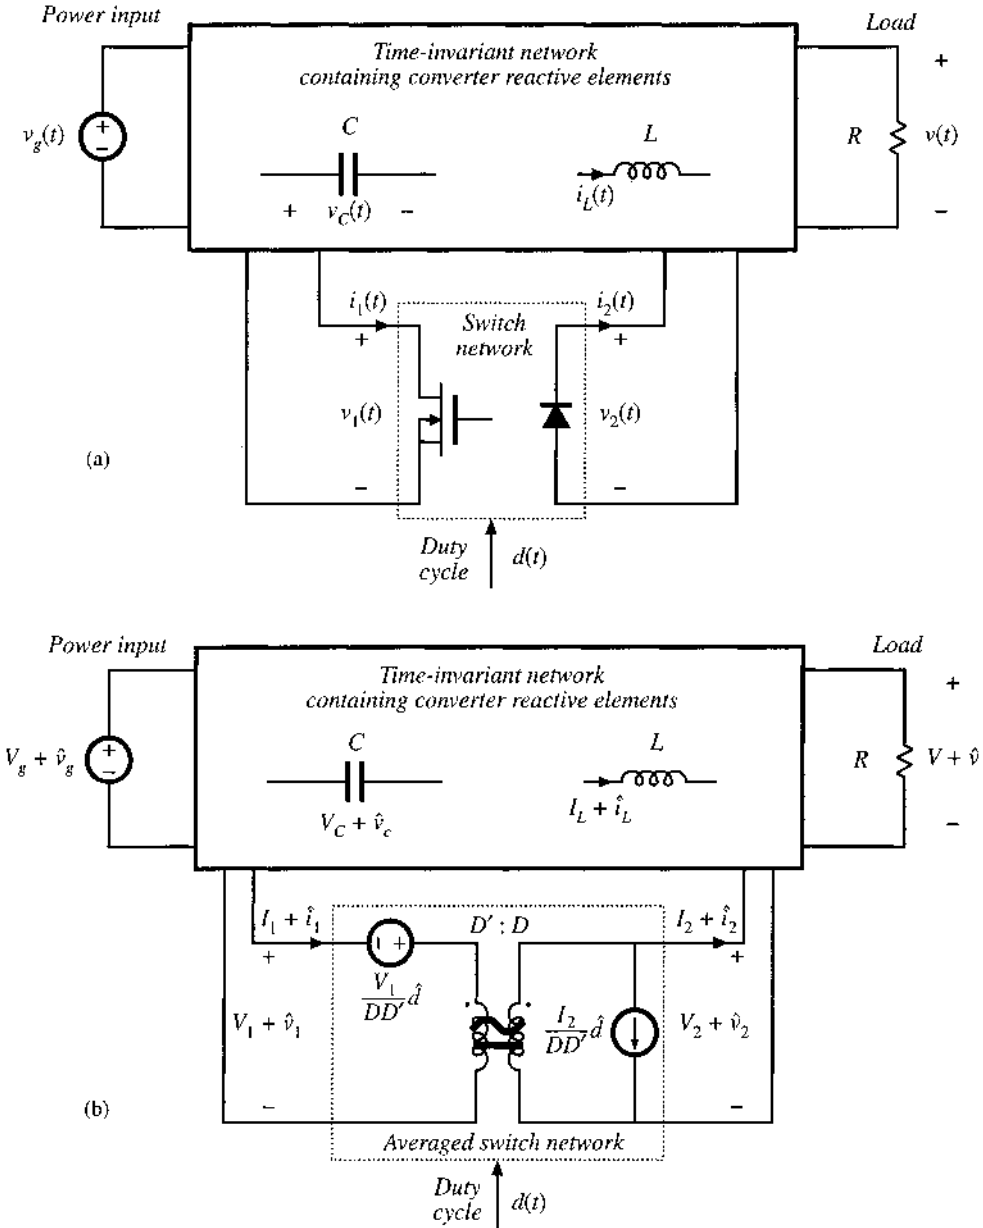 Power input
Load
Time-invariant network
containing converter reactive elements
C
L
+
v_g(t)
+
−
R
v(t)
i_L(t)
+
v_C(t)
−
−
i_1(t)
i_2(t)
+
Switch
network
+
v_1(t)
v_2(t)
(a)
−
−
Duty
cycle
d(t)
Power input
Load
Time-invariant network
containing converter reactive elements
+
C
L
V_g + v̂_g
+
−
R
V + v̂
V_C + v̂_c
I_L + î_L
−
I_1 + î_1
D′ : D
I_2 + î_2
+
− +
+
V_1/DD′ d̂
V_1 + v̂_1
I_2/DD′ d̂
V_2 + v̂_2
(b)
−
−
Averaged switch network
Duty
cycle
d(t)